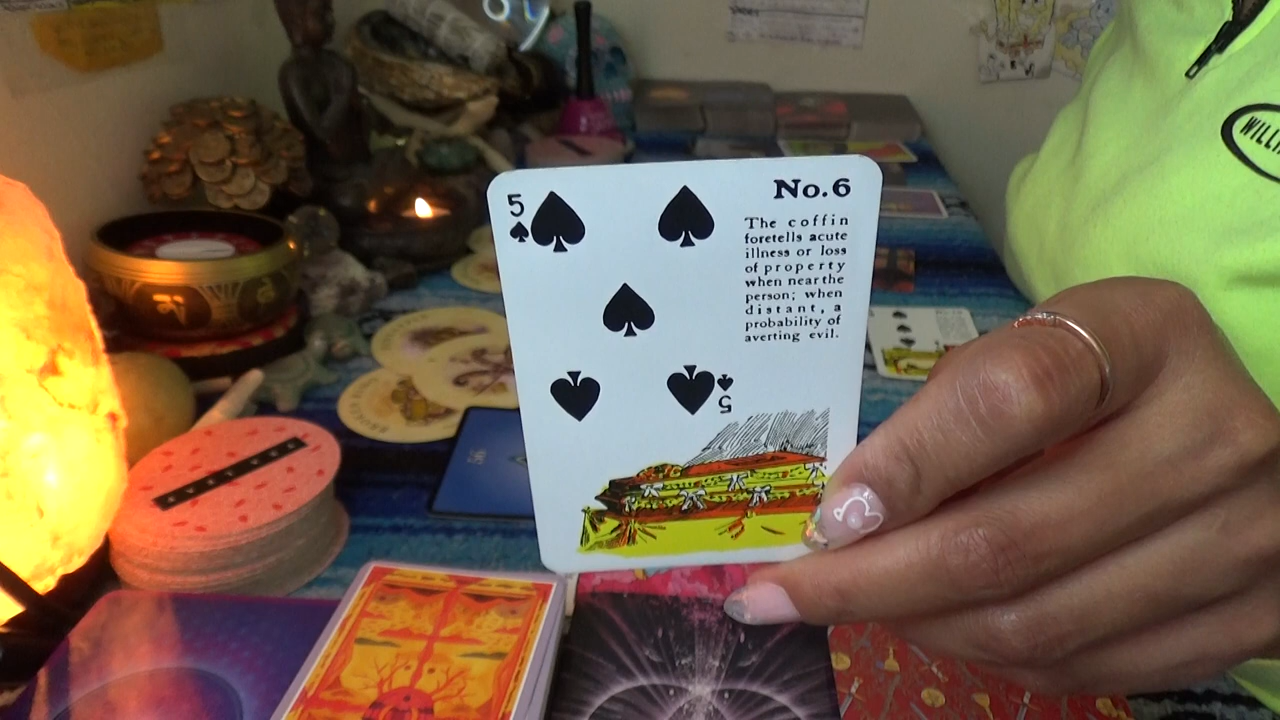 5
No.6
The coffin
foretells acute
illness or loss
of property
when near the
person; when
distant, a
probability of
averting evil.
5